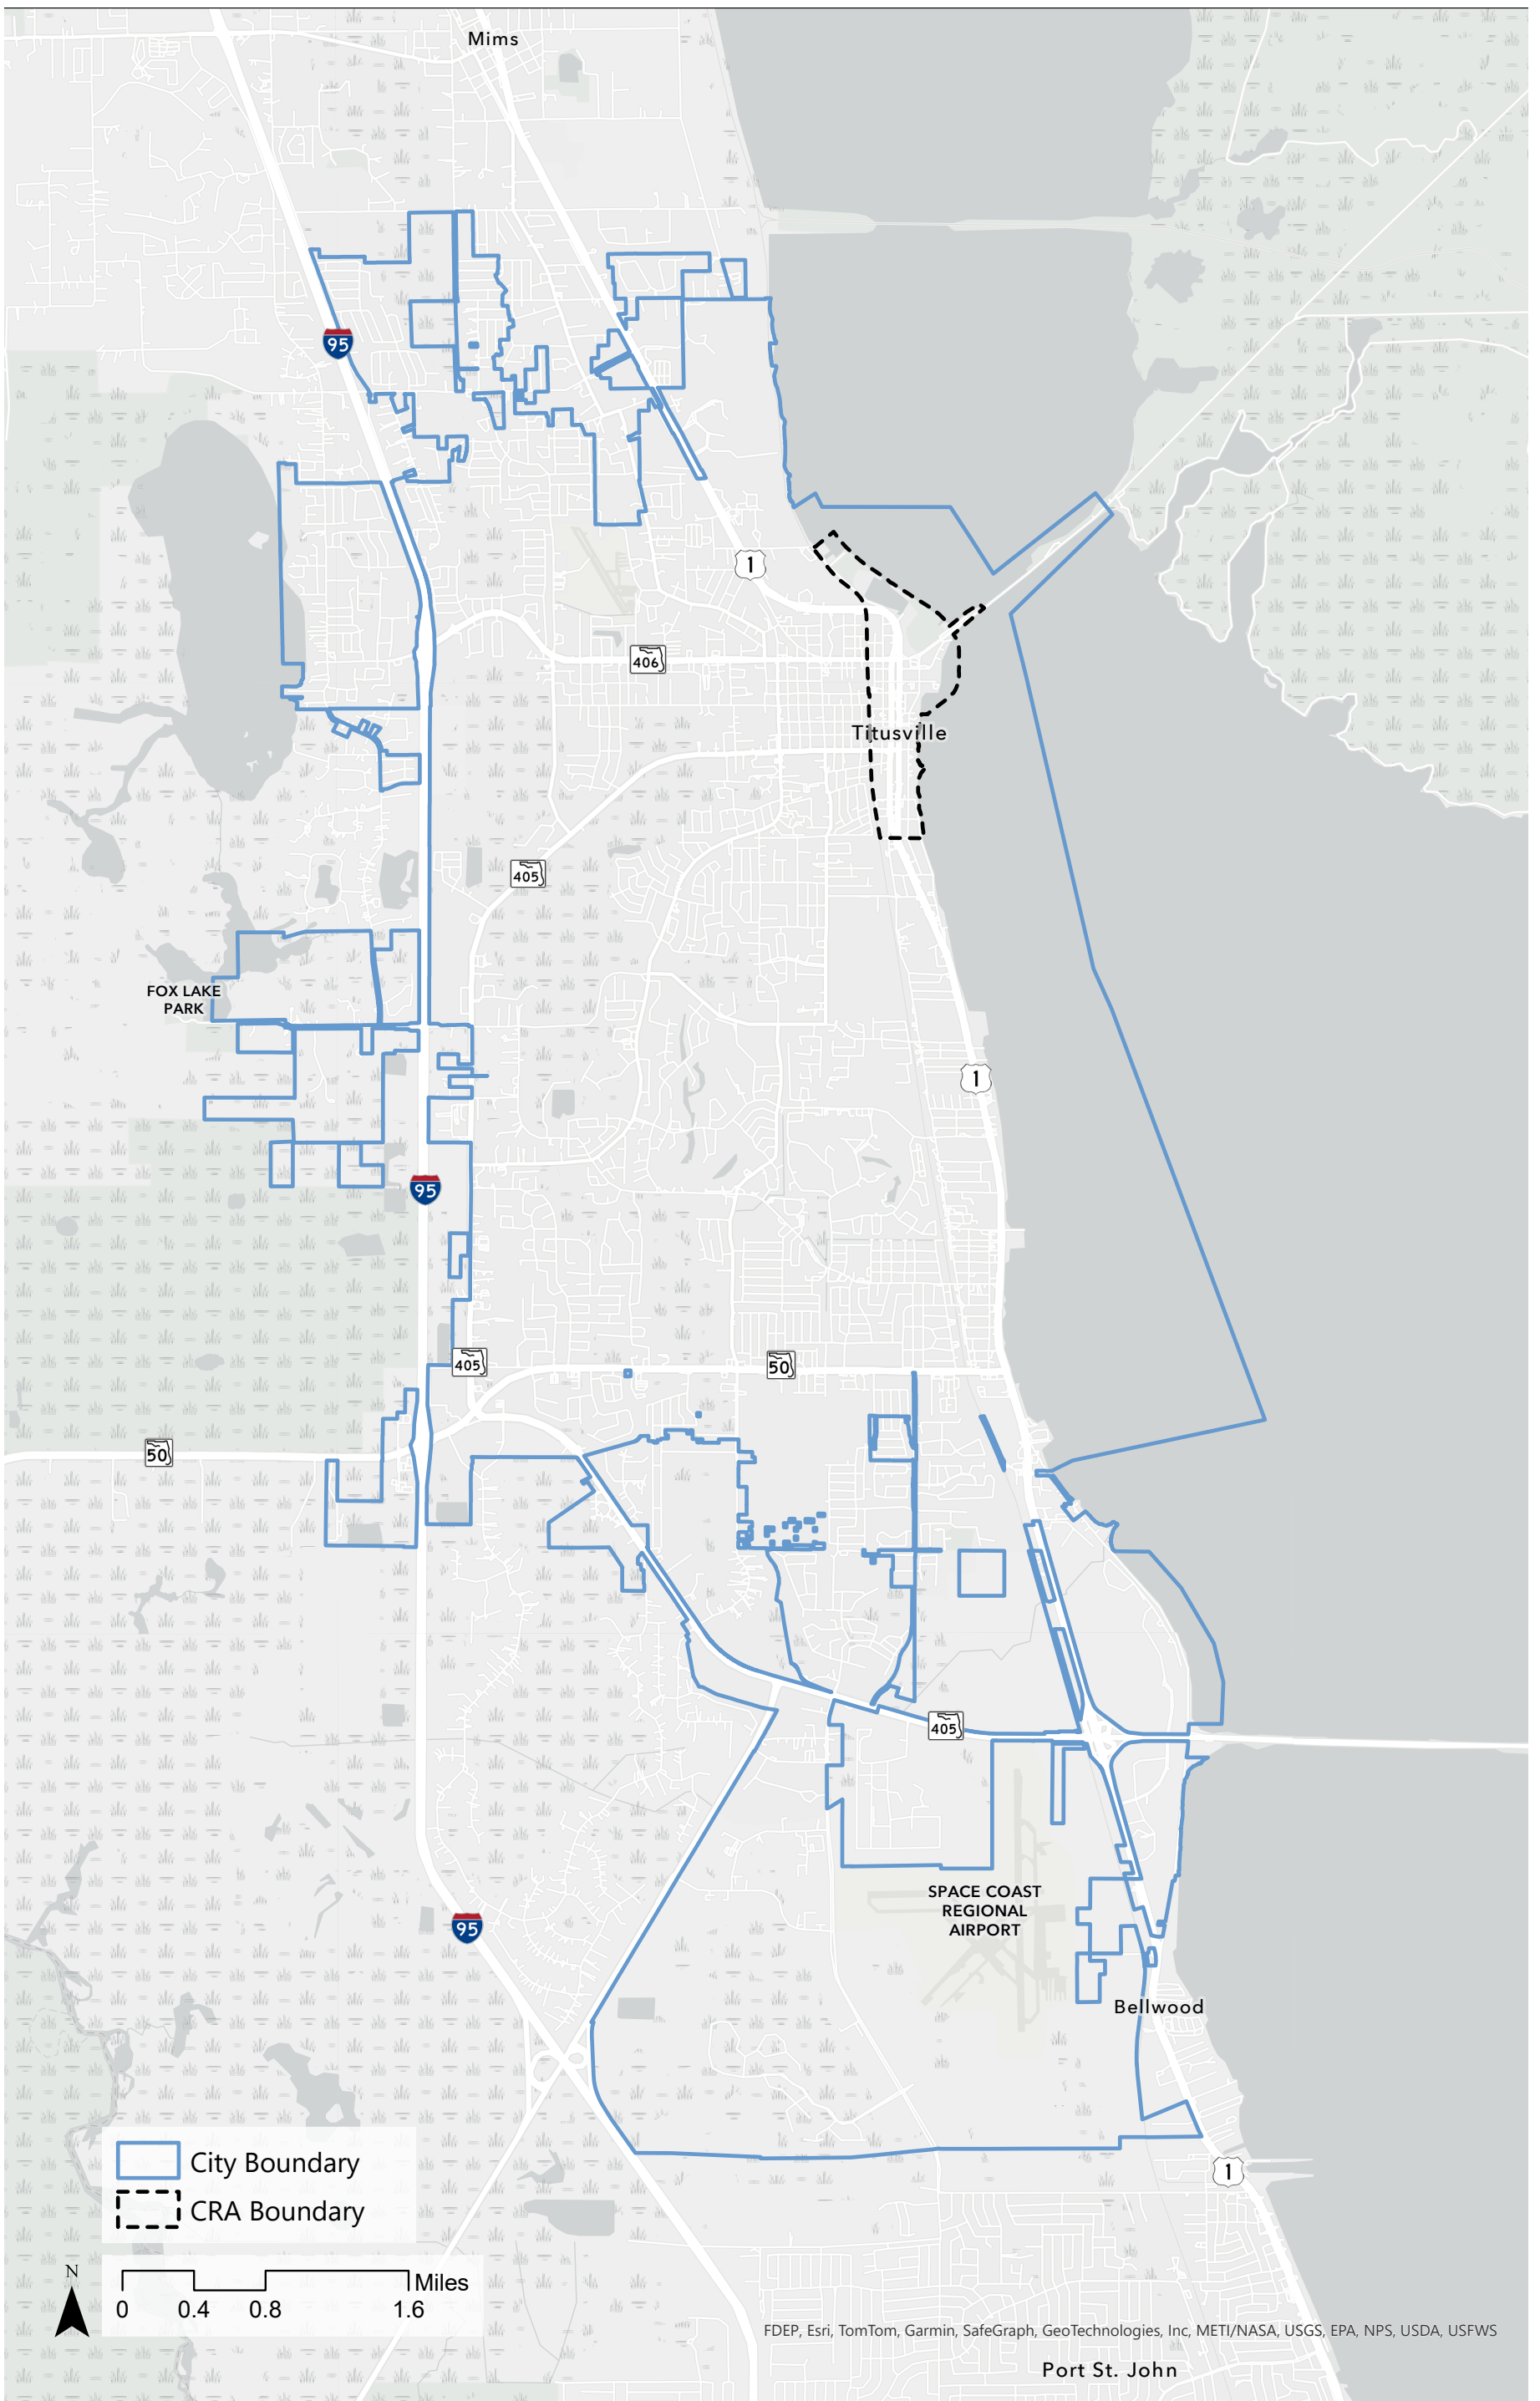 Mims
95
1
406
Titusville
405
FOX LAKE
PARK
1
95
405
50
50
405
SPACE COAST
REGIONAL
AIRPORT
95
Bellwood
City Boundary
1
CRA Boundary
N
Miles
0 0.4 0.8 1.6
FDEP, Esri, TomTom, Garmin, SafeGraph, GeoTechnologies, Inc, METI/NASA, USGS, EPA, NPS, USDA, USFWS
Port St. John